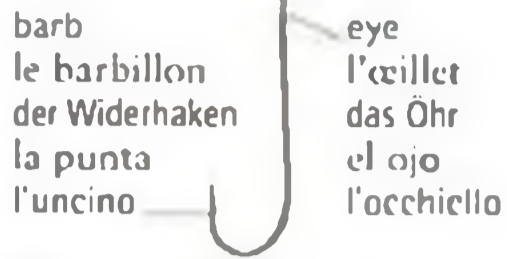 barb
le barbillon
der Widerhaken
la punta
l'uncino
eye
l'œillet
das Öhr
el ojo
l'occhiello